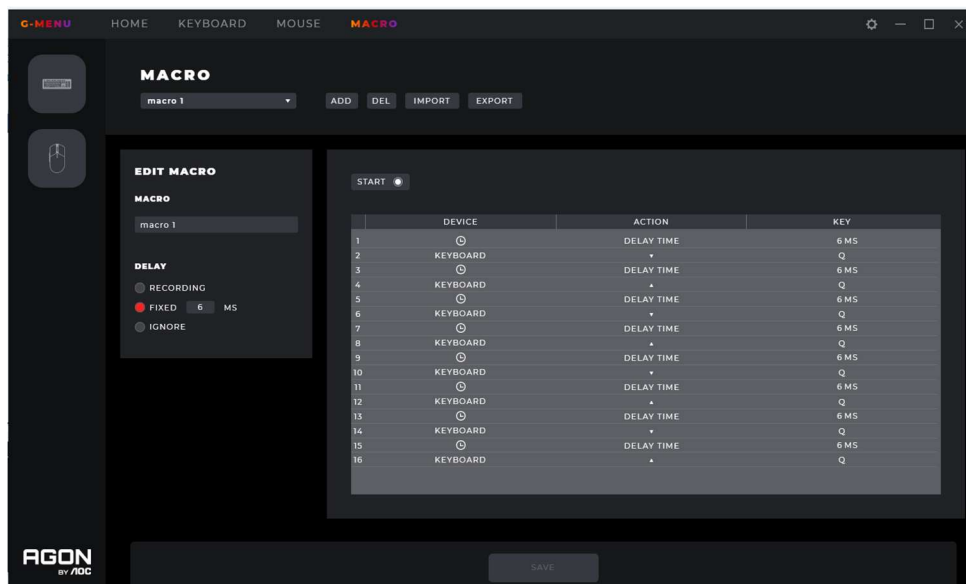 G-MENU HOME KEYBOARD MOUSE MACRO
MACRO
macro 1 ADD DEL IMPORT EXPORT
EDIT MACRO
MACRO
macro 1
DELAY
RECORDING
FIXED 6 MS
IGNORE
START
DEVICE ACTION KEY
1 DELAY TIME 6 MS
2 KEYBOARD ▼ Q
3 DELAY TIME 6 MS
4 KEYBOARD ▲ Q
5 DELAY TIME 6 MS
6 KEYBOARD ▼ Q
7 DELAY TIME 6 MS
8 KEYBOARD ▲ Q
9 DELAY TIME 6 MS
10 KEYBOARD ▼ Q
11 DELAY TIME 6 MS
12 KEYBOARD ▲ Q
13 DELAY TIME 6 MS
14 KEYBOARD ▼ Q
15 DELAY TIME 6 MS
16 KEYBOARD ▲ Q
SAVE
AGON
BY AOC